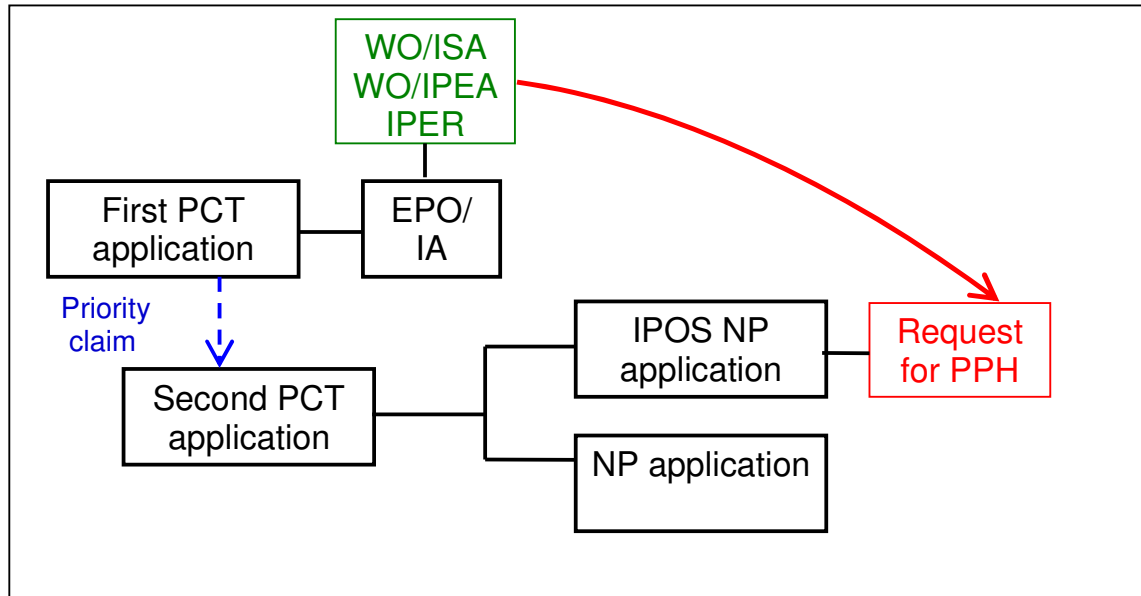 WO/ISA
WO/IPEA
IPER
First PCT
application
EPO/
IA
Priority
claim
Second PCT
application
IPOS NP
application
Request
for PPH
NP application